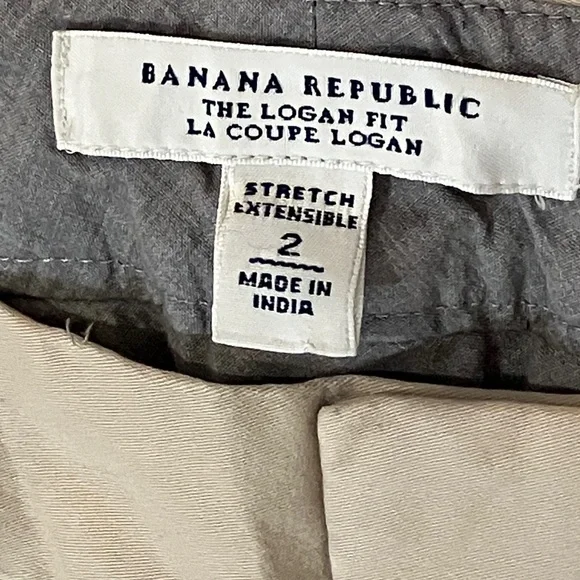 BANANA REPUBLIC
THE LOGAN FIT
LA COUPE LOGAN
STRETCH
EXTENSIBLE
2
MADE IN
INDIA